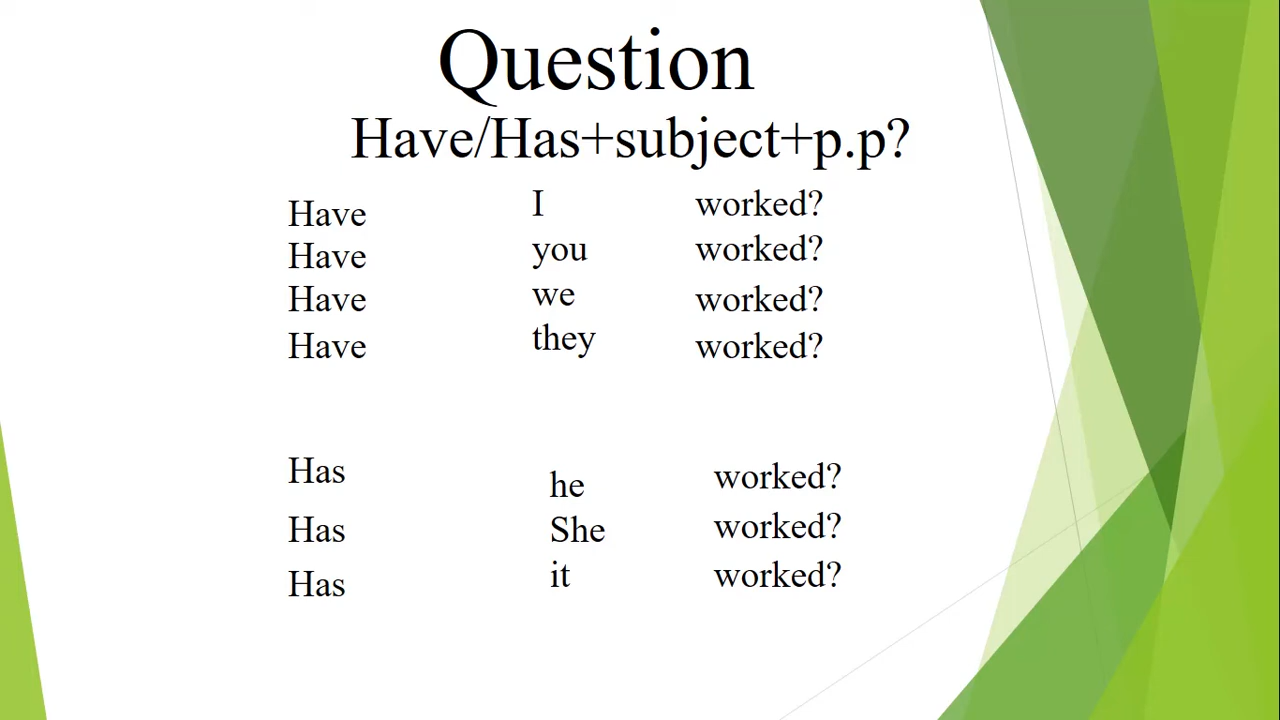 Question
Have/Has+subject+p.p?
Have I worked?
Have you worked?
Have we worked?
Have they worked?
Has he worked?
Has She worked?
Has it worked?